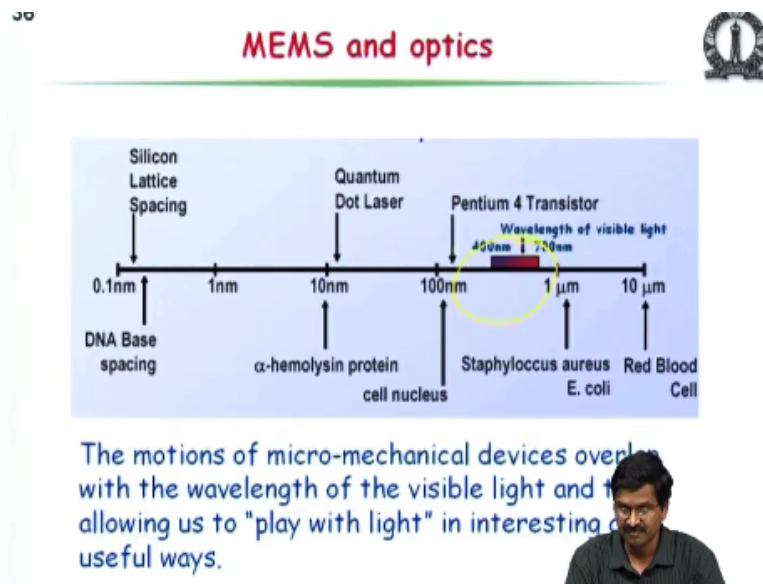 36
MEMS and optics
Silicon
Lattice
Spacing
Quantum
Dot Laser
Pentium 4 Transistor
Wavelength of visible light
400nm 700nm
0.1nm 1nm 10nm 100nm 1 μm 10 μm
DNA Base
spacing
α-hemolysin protein
cell nucleus
Staphyloccus aureus
E. coli
Red Blood
Cell
The motions of micro-mechanical devices overlap
with the wavelength of the visible light and
allowing us to "play with light" in interesting
useful ways.